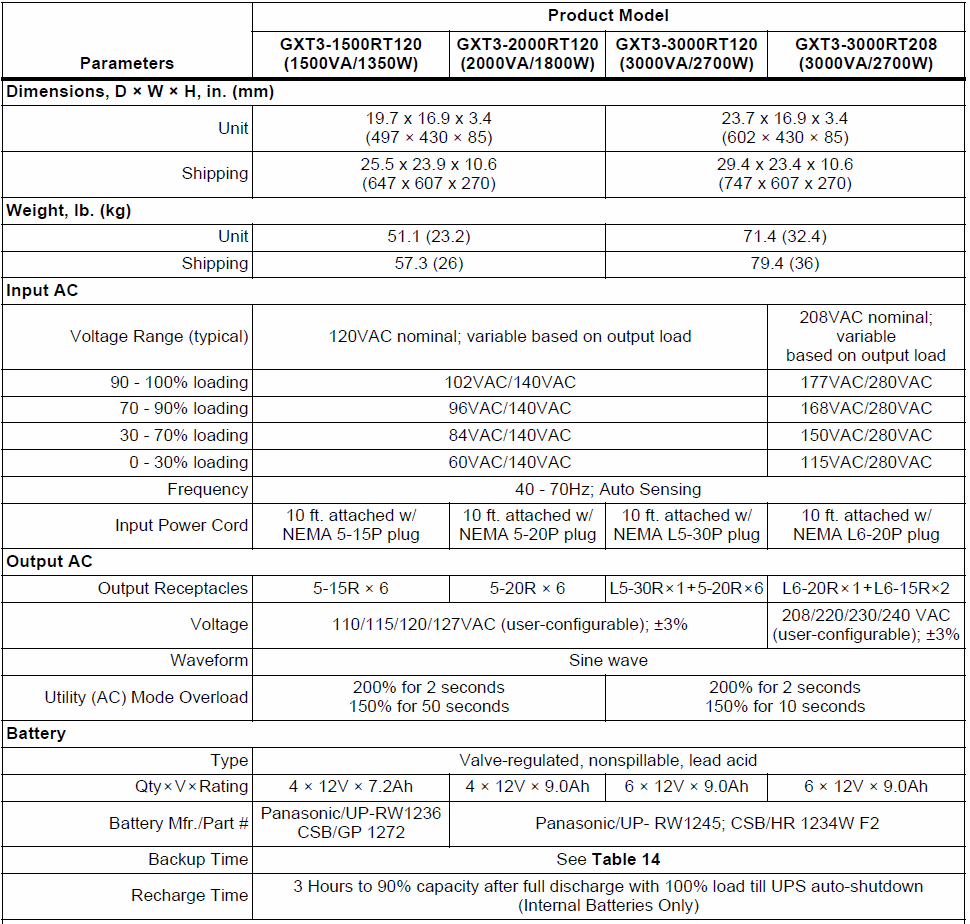 Product Model
Parameters
GXT3-1500RT120
(1500VA/1350W)
GXT3-2000RT120
(2000VA/1800W)
GXT3-3000RT120
(3000VA/2700W)
GXT3-3000RT208
(3000VA/2700W)
Dimensions, D × W × H, in. (mm)
Unit
19.7 x 16.9 x 3.4
(497 × 430 × 85)
23.7 x 16.9 x 3.4
(602 × 430 × 85)
Shipping
25.5 x 23.9 x 10.6
(647 x 607 x 270)
29.4 x 23.4 x 10.6
(747 x 607 x 270)
Weight, lb. (kg)
Unit
51.1 (23.2)
71.4 (32.4)
Shipping
57.3 (26)
79.4 (36)
Input AC
Voltage Range (typical)
120VAC nominal; variable based on output load
208VAC nominal;
variable
based on output load
90 - 100% loading
102VAC/140VAC
177VAC/280VAC
70 - 90% loading
96VAC/140VAC
168VAC/280VAC
30 - 70% loading
84VAC/140VAC
150VAC/280VAC
0 - 30% loading
60VAC/140VAC
115VAC/280VAC
Frequency
40 - 70Hz; Auto Sensing
Input Power Cord
10 ft. attached w/
NEMA 5-15P plug
10 ft. attached w/
NEMA 5-20P plug
10 ft. attached w/
NEMA L5-30P plug
10 ft. attached w/
NEMA L6-20P plug
Output AC
Output Receptacles
5-15R × 6
5-20R × 6
L5-30R×1+5-20R×6
L6-20R×1+L6-15R×2
Voltage
110/115/120/127VAC (user-configurable); ±3%
208/220/230/240 VAC
(user-configurable); ±3%
Waveform
Sine wave
Utility (AC) Mode Overload
200% for 2 seconds
150% for 50 seconds
200% for 2 seconds
150% for 10 seconds
Battery
Type
Valve-regulated, nonspillable, lead acid
Qty×V×Rating
4 × 12V × 7.2Ah
4 × 12V × 9.0Ah
6 × 12V × 9.0Ah
6 × 12V × 9.0Ah
Battery Mfr./Part #
Panasonic/UP-RW1236
CSB/GP 1272
Panasonic/UP- RW1245; CSB/HR 1234W F2
Backup Time
See Table 14
Recharge Time
3 Hours to 90% capacity after full discharge with 100% load till UPS auto-shutdown
(Internal Batteries Only)